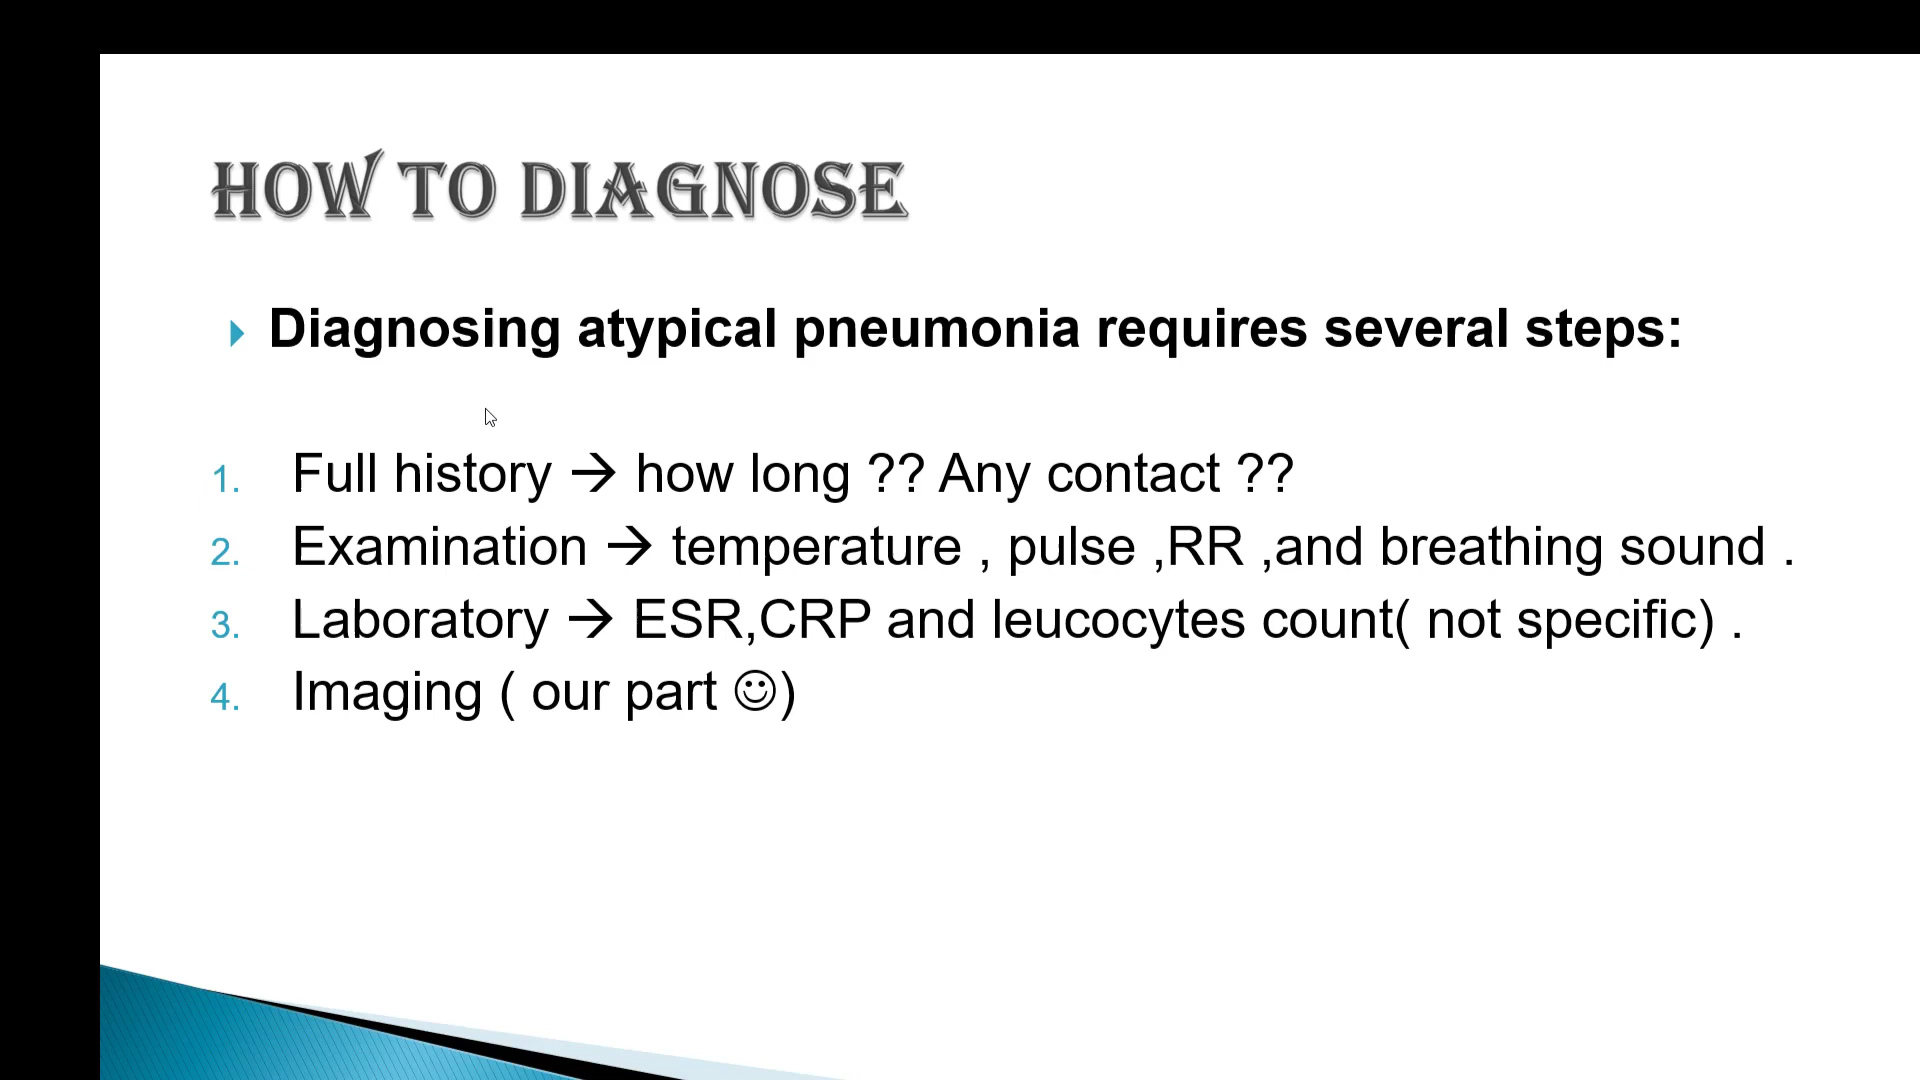 HOW TO DIAGNOSE
Diagnosing atypical pneumonia requires several steps:
1. Full history → how long ?? Any contact ??
2. Examination → temperature , pulse ,RR ,and breathing sound .
3. Laboratory → ESR,CRP and leucocytes count( not specific) .
4. Imaging ( our part ☺)